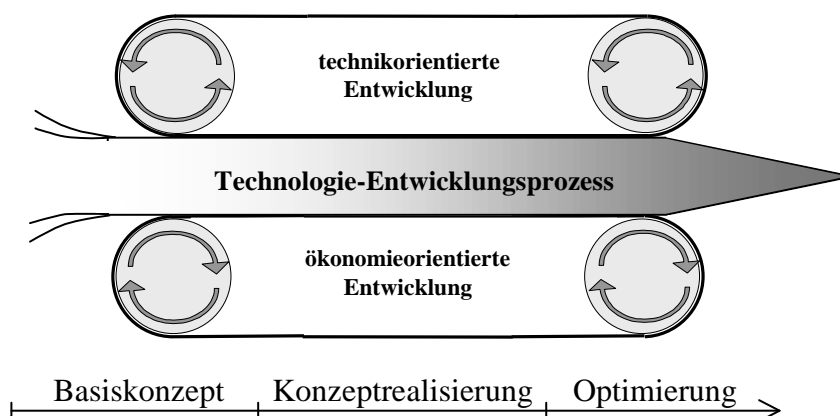 technikorientierte
Entwicklung
Technologie-Entwicklungsprozess
ökonomieorientierte
Entwicklung
Basiskonzept Konzeptrealisierung Optimierung